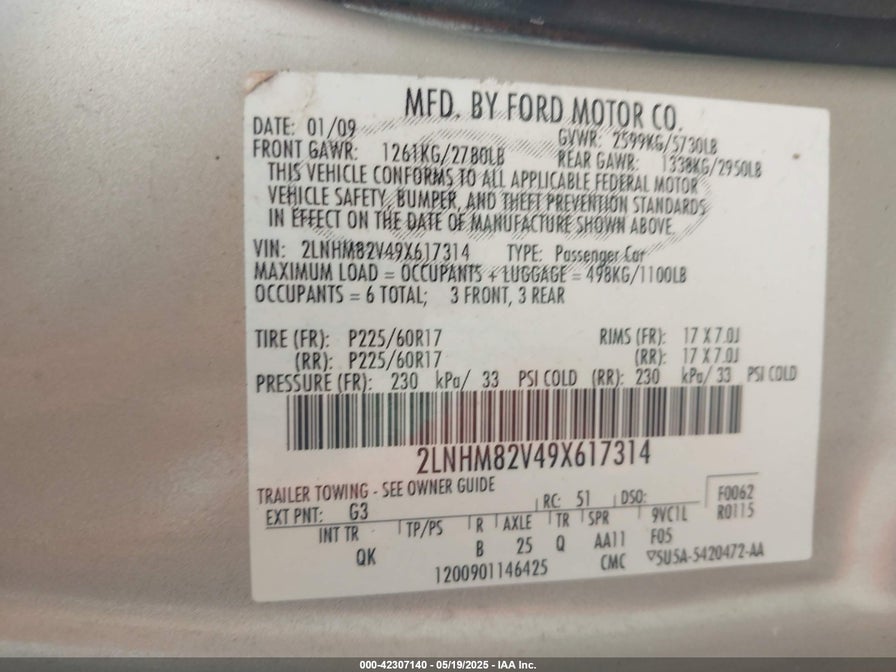 MFD. BY FORD MOTOR CO.
DATE: 01/09
GVWR: 2599KG/5730LB
FRONT GAWR: 1261KG/2780LB
REAR GAWR: 1338KG/2950LB
THIS VEHICLE CONFORMS TO ALL APPLICABLE FEDERAL MOTOR
VEHICLE SAFETY, BUMPER, AND THEFT PREVENTION STANDARDS
IN EFFECT ON THE DATE OF MANUFACTURE SHOWN ABOVE.
VIN: 2LNHM82V49X617314 TYPE: Passenger Car
MAXIMUM LOAD = OCCUPANTS + LUGGAGE = 498KG/1100LB
OCCUPANTS = 6 TOTAL; 3 FRONT, 3 REAR
TIRE (FR): P225/60R17 RIMS (FR): 17 X 7.0J
(RR): P225/60R17 (RR): 17 X 7.0J
PRESSURE (FR): 230 kPa/ 33 PSI COLD (RR): 230 kPa/ 33 PSI COLD
2LNHM82V49X617314
TRAILER TOWING - SEE OWNER GUIDE
RC: 51 DSO: F0062
EXT PNT: G3 R0115
INT TR TP/PS R AXLE TR SPR 9VC1L
QK B 25 Q AA11 F05
1200901146425 CMC ▽5U5A-5420472-AA
000-42307140 - 05/19/2025 - IAA Inc.